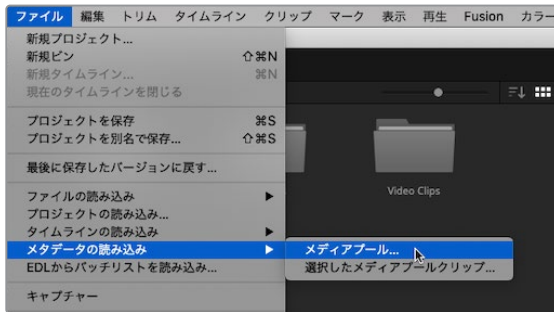 ファイル 編集 トリム タイムライン クリップ マーク 表示 再生 Fusion カラー
新規プロジェクト...
新規ビン ⇧⌘N
新規タイムライン... ⌘N
現在のタイムラインを閉じる
プロジェクトを保存 ⌘S
プロジェクトを別名で保存... ⇧⌘S
最後に保存したバージョンに戻す...
ファイルの読み込み ▶
プロジェクトの読み込み...
タイムラインの読み込み ▶
メタデータの読み込み ▶
EDLからバッチリストを読み込み...
キャプチャー
Video Clips
メディアプール...
選択したメディアプールクリップ...